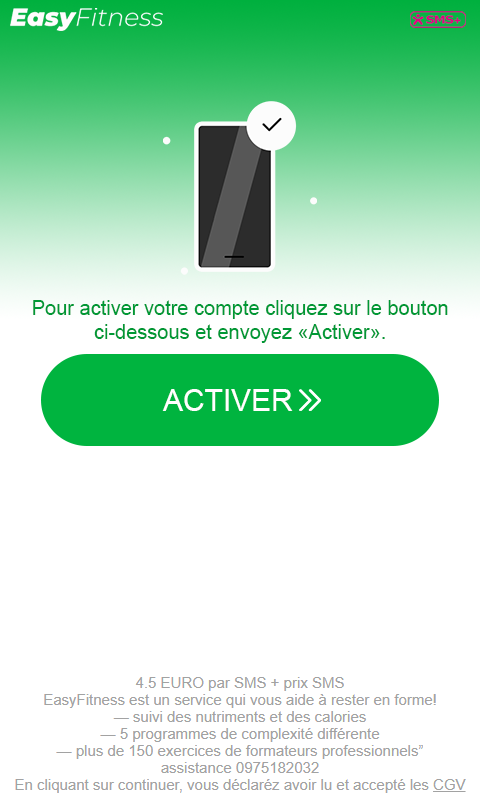 EasyFitness
SMS+
Pour activer votre compte cliquez sur le bouton
ci-dessous et envoyez «Activer».
ACTIVER
4.5 EURO par SMS + prix SMS
EasyFitness est un service qui vous aide à rester en forme!
— suivi des nutriments et des calories
— 5 programmes de complexité différente
— plus de 150 exercices de formateurs professionnels”
assistance 0975182032
En cliquant sur continuer, vous déclaréz avoir lu et accepté les CGV